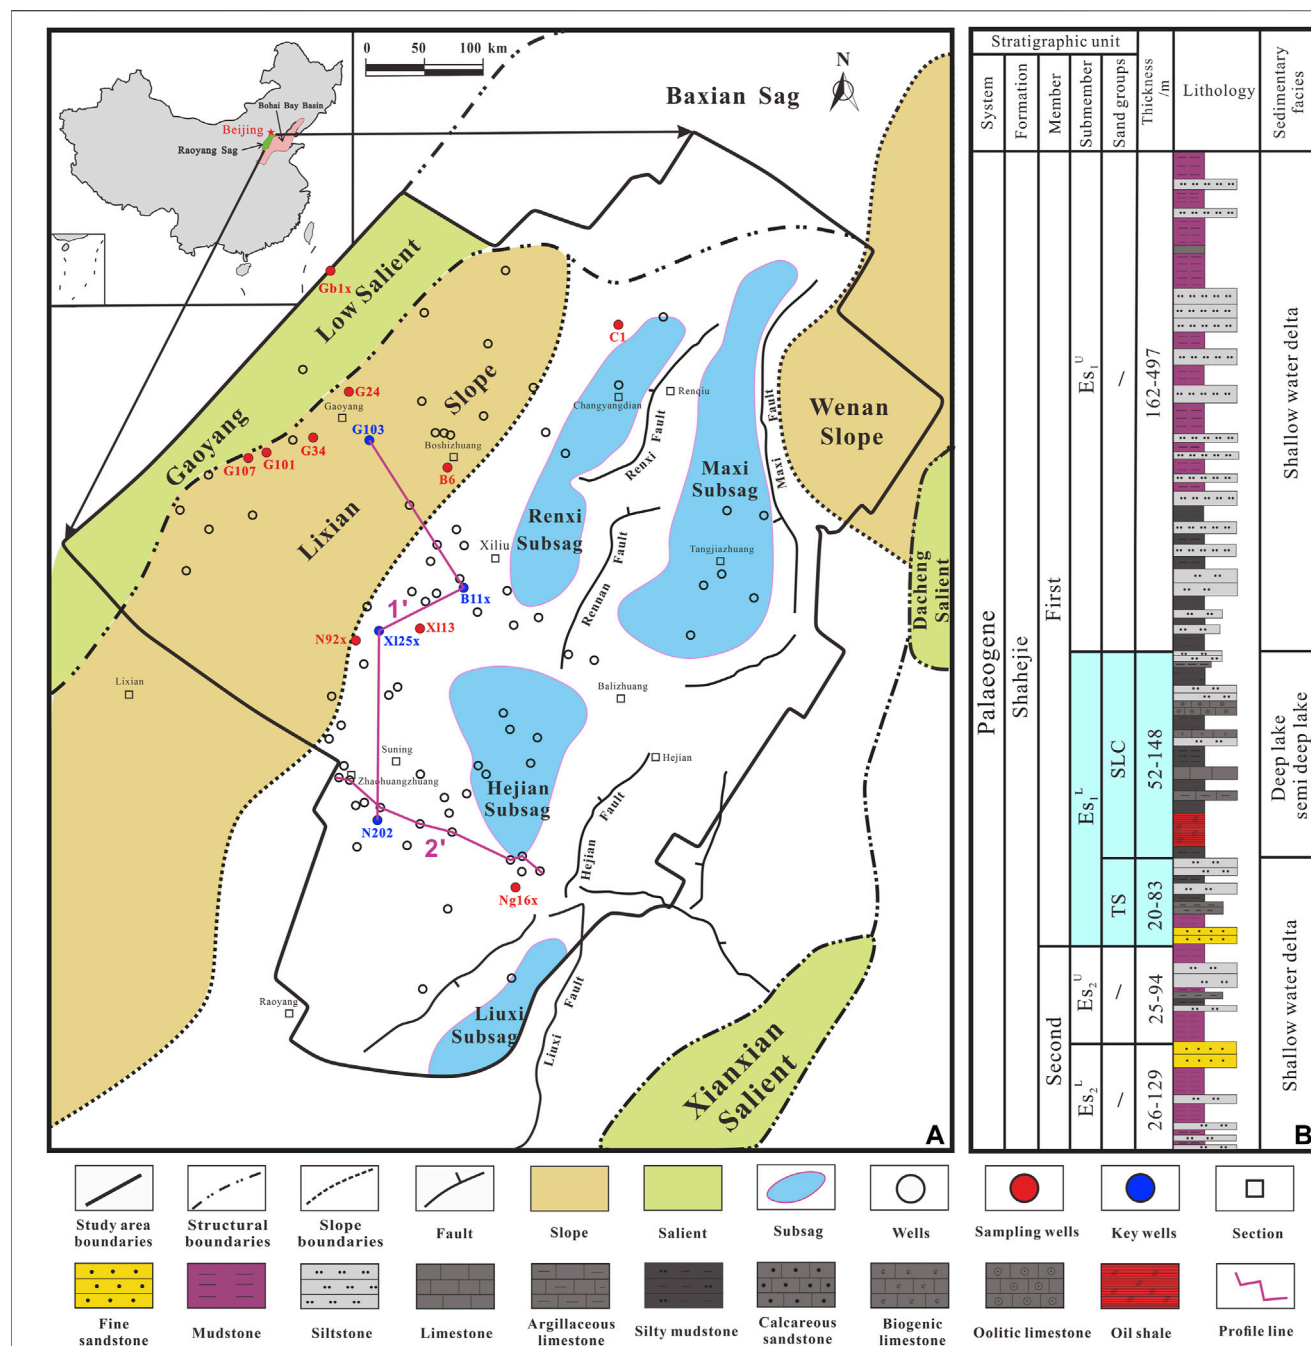 0 50 100 km
N
Baxian Sag
Bohai Bay Basin
Beijing
Raoyang Sag
Gb1x
Low Salient
Gaoyang
C1
G24
Gaoyang
Slope
Changyangdian
Renqiu
Fault
Fault
Wenan
Slope
G103
G34
G101
G107
Boshizhuang
B6
Renxi
Maxi
Maxi
Subsag
Lixian
Renxi
Subsag
Xiliu
Fault
Tangjiazhuang
Rennan
Dacheng
Salient
B11x
1'
Xl13
Xl25x
N92x
Lixian
Balizhuang
Suning
Zhaohuangzhuang
Hejian
Hejian
Subsag
Fault
N202
2'
Hejian
Ng16x
Raoyang
Liuxi
Subsag
Fault
Liuxi
Xianxian
Salient
A
Stratigraphic unit
System
Formation
Member
Submember
Sand groups
Thickness
/m
Lithology
Sedimentary
facies
Palaeogene
Shahejie
First
Second
Es₁ᵁ
/
162-497
Shallow water delta
Es₁ᴸ
SLC
52-148
Deep lake
semi deep lake
TS
20-83
Es₂ᵁ
/
25-94
Shallow water delta
Es₂ᴸ
/
26-129
B
Study area
boundaries
Structural
boundaries
Slope
boundaries
Fault
Slope
Salient
Subsag
Wells
Sampling wells
Key wells
Section
Fine
sandstone
Mudstone
Siltstone
Limestone
Argillaceous
limestone
Silty mudstone
Calcareous
sandstone
Biogenic
limestone
Oolitic limestone
Oil shale
Profile line